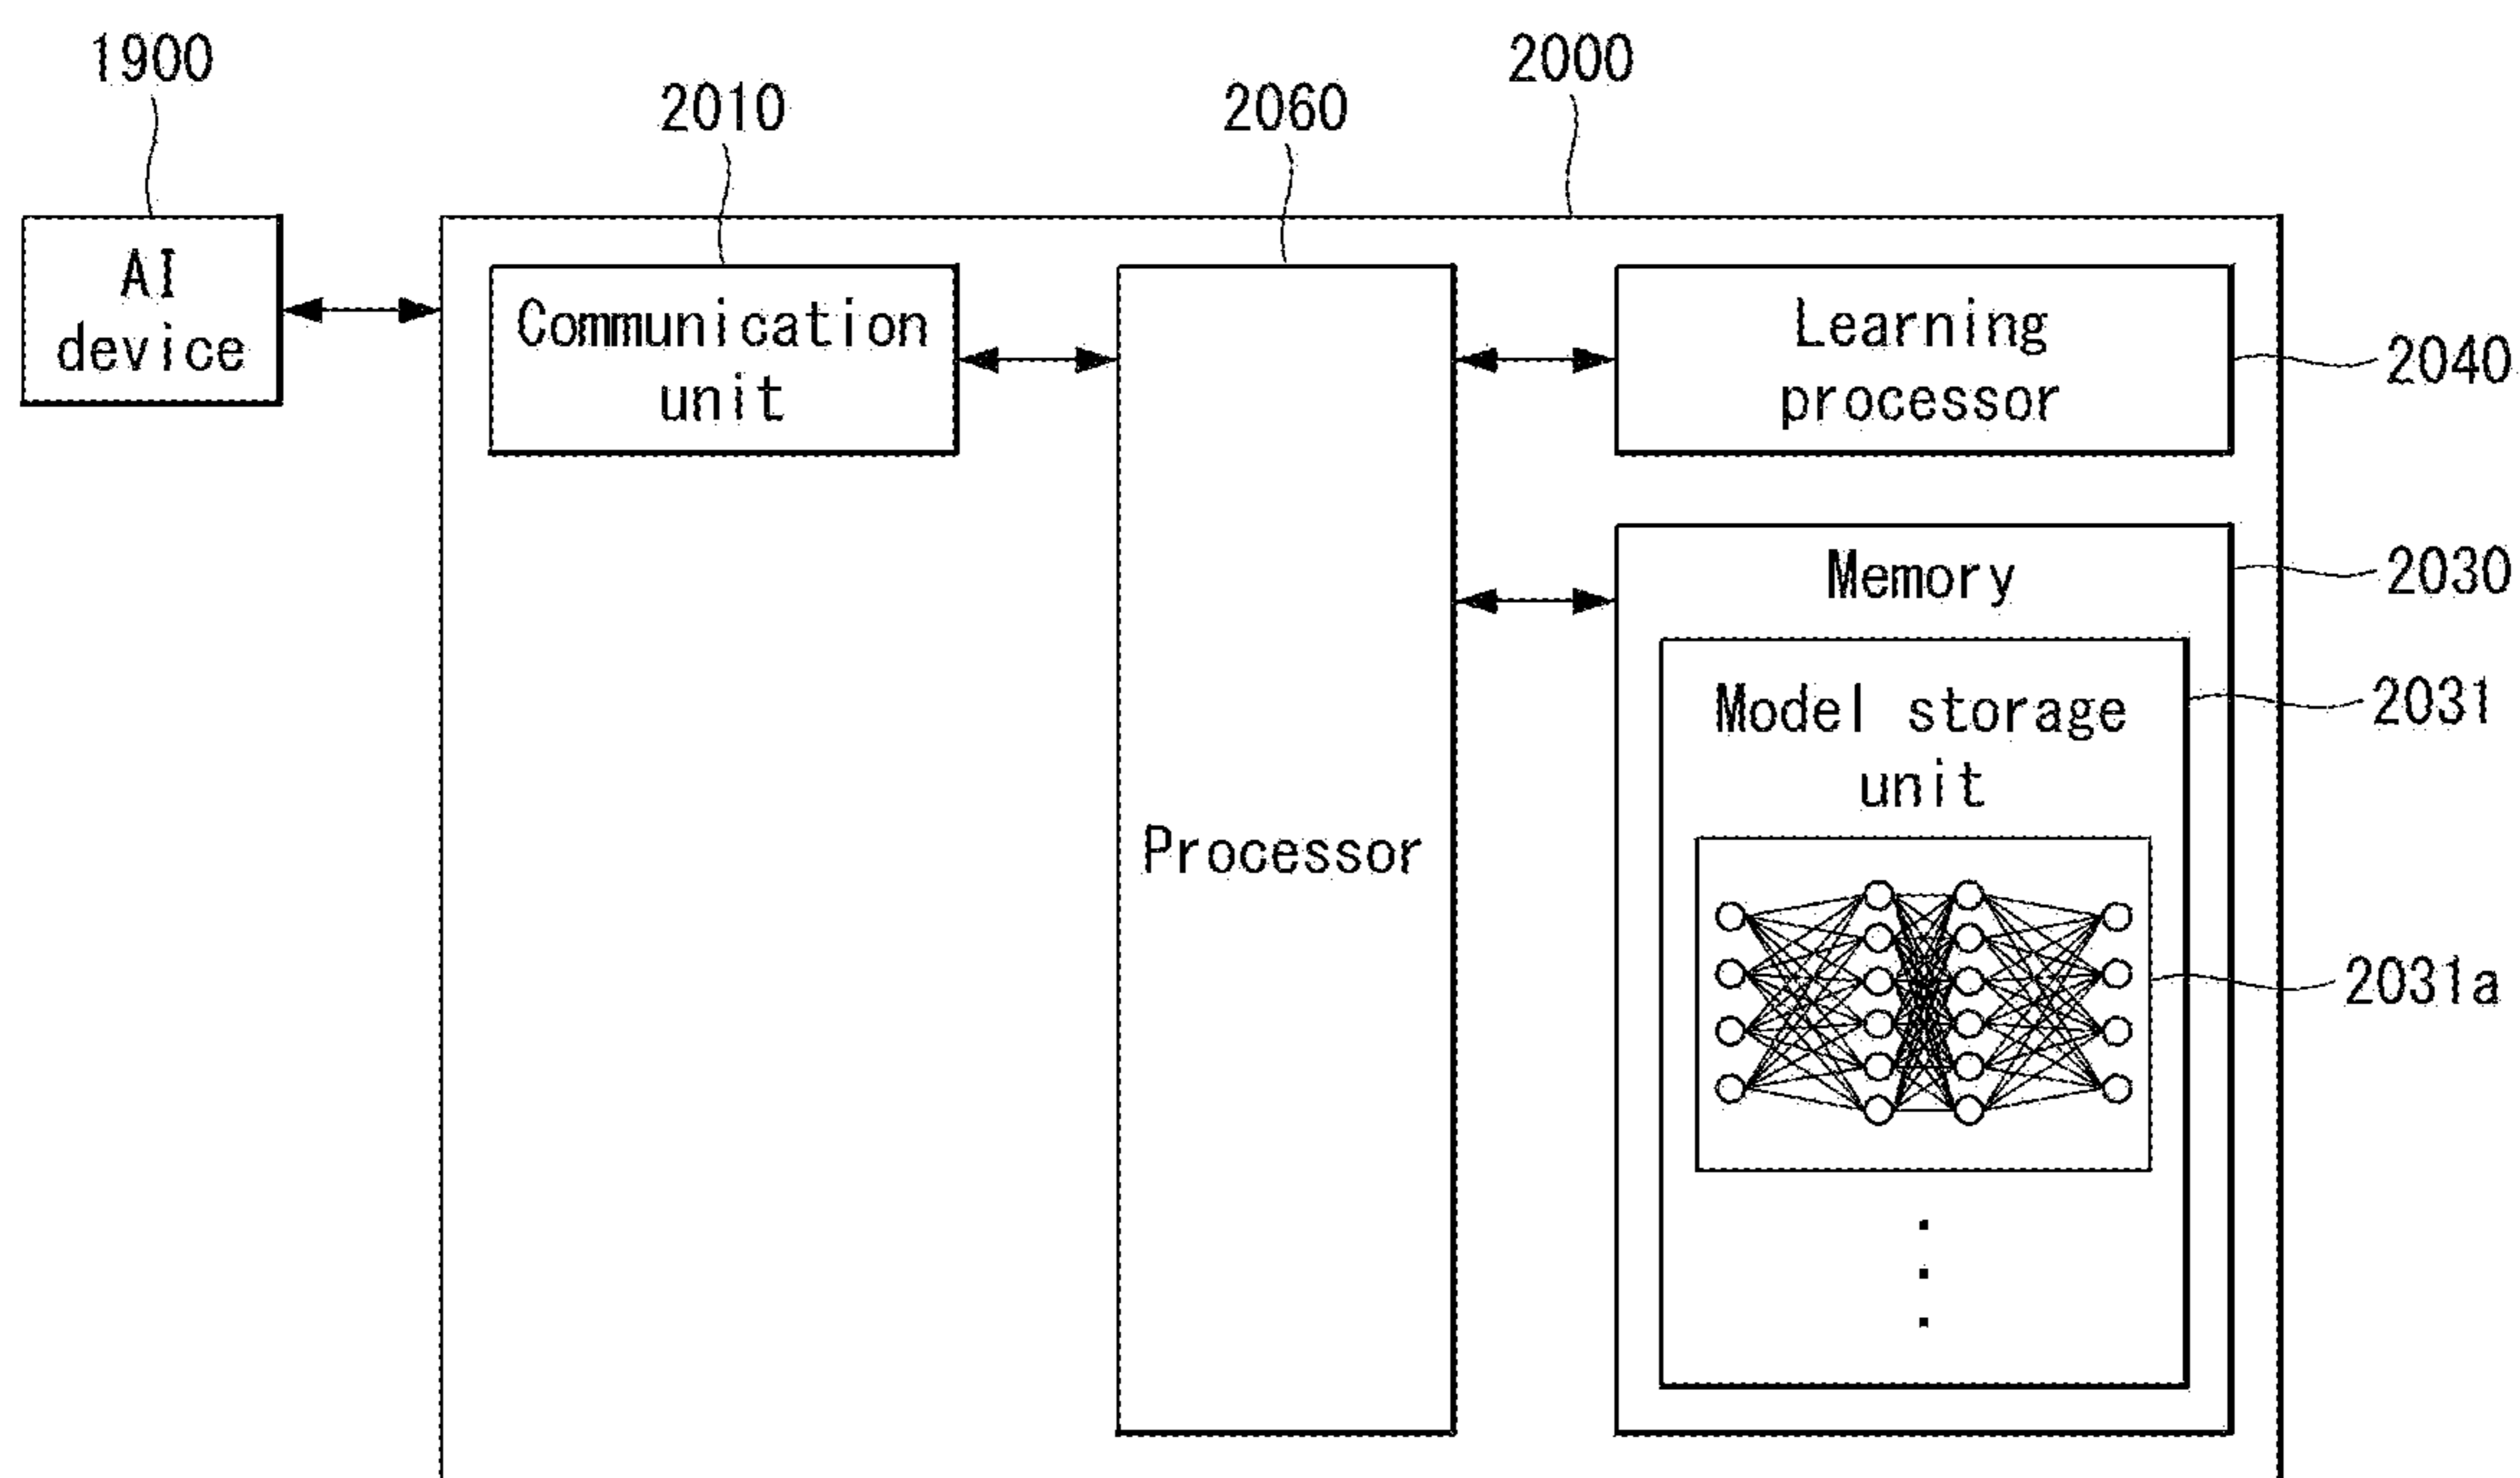 1900
2010
2060
2000
AI
device
Communication
unit
Learning
processor
2040
Memory
2030
Model storage
unit
2031
Processor
2031a